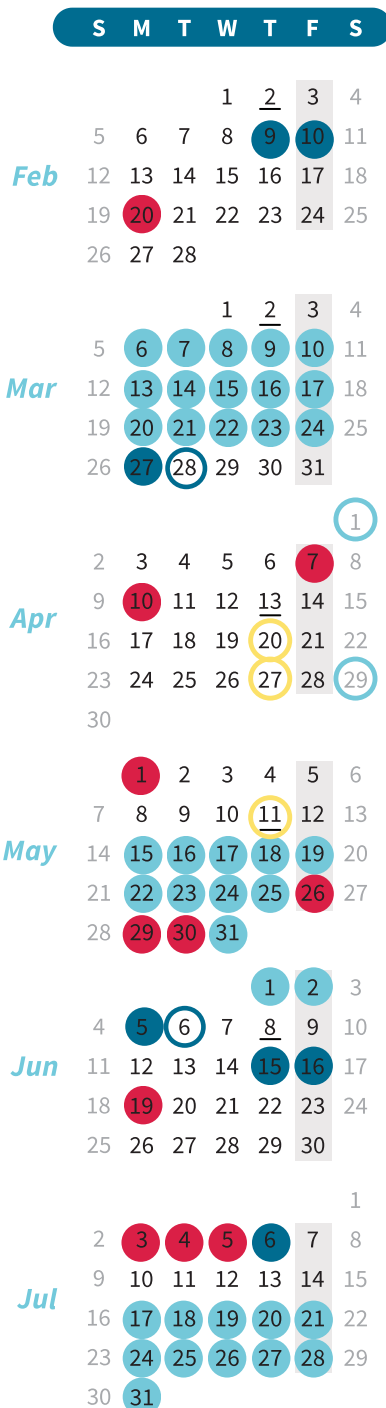 S M T W T F S
1 2 3 4
5 6 7 8 9 10 11
Feb
12 13 14 15 16 17 18
19 20 21 22 23 24 25
26 27 28
1 2 3 4
5 6 7 8 9 10 11
Mar
12 13 14 15 16 17 18
19 20 21 22 23 24 25
26 27 28 29 30 31
1
2 3 4 5 6 7 8
9 10 11 12 13 14 15
Apr
16 17 18 19 20 21 22
23 24 25 26 27 28 29
30
1 2 3 4 5 6
7 8 9 10 11 12 13
May
14 15 16 17 18 19 20
21 22 23 24 25 26 27
28 29 30 31
1 2 3
4 5 6 7 8 9 10
Jun
11 12 13 14 15 16 17
18 19 20 21 22 23 24
25 26 27 28 29 30
1
2 3 4 5 6 7 8
9 10 11 12 13 14 15
Jul
16 17 18 19 20 21 22
23 24 25 26 27 28 29
30 31